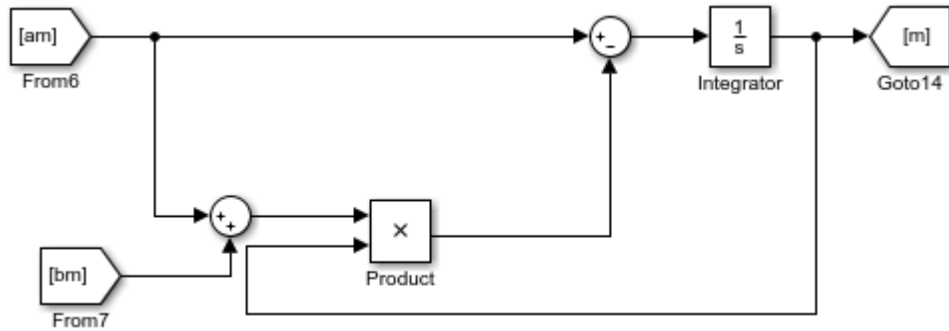 [am]
From6
+
−
1
s
Integrator
[m]
Goto14
+
+
×
Product
[bm]
From7